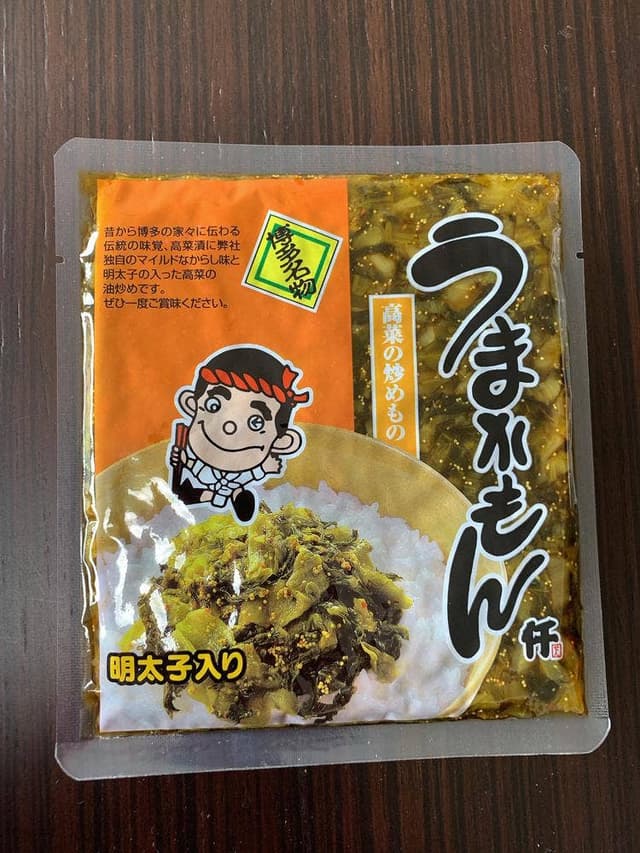 昔から博多の家々に伝わる
伝統の味覚、高菜漬に弊社
独自のマイルドなからし味と
明太子の入った高菜の
油炒めです。
ぜひ一度ご賞味ください。
博多名物
高菜の炒めもの
うまかもん
明太子入り